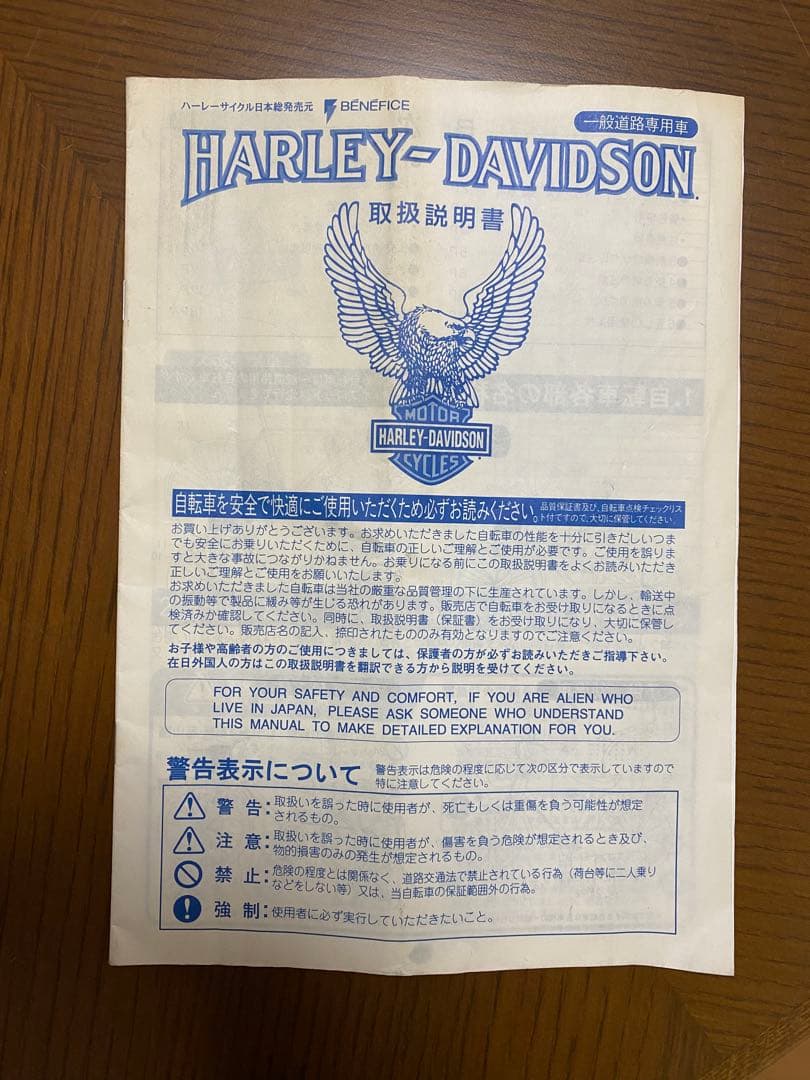 ハーレーサイクル日本総発売元 BENEFICE
一般道路専用車
HARLEY-DAVIDSON.
取扱説明書
MOTOR
HARLEY-DAVIDSON
CYCLES
自転車を安全で快適にご使用いただくため必ずお読みください。
品質保証書及び、自転車点検チェックリス
ト付ですので、大切に保管してください。
お買い上げありがとうございます。お求めいただきました自転車の性能を十分に引きだしいつま
でも安全にお乗りいただくために、自転車の正しいご理解とご使用が必要です。ご使用を誤りま
すと大きな事故につながりかねません。お乗りになる前にこの取扱説明書をよくお読みいただき
正しいご理解とご使用をお願いいたします。
お求めいただきました自転車は当社の厳重な品質管理の下に生産されています。しかし、輸送中
の振動等で製品に緩み等が生じる恐れがあります。販売店で自転車をお受け取りになるときに点
検済みか確認してください。同時に、取扱説明書（保証書）をお受け取りになり、大切に保管し
てください。販売店名の記入、捺印されたもののみ有効となりますのでご注意ください。
お子様や高齢者の方のご使用につきましては、保護者の方が必ずお読みいただきご指導下さい。
在日外国人の方はこの取扱説明書を翻訳できる方から説明を受けてください。
FOR YOUR SAFETY AND COMFORT, IF YOU ARE ALIEN WHO
LIVE IN JAPAN, PLEASE ASK SOMEONE WHO UNDERSTAND
THIS MANUAL TO MAKE DETAILED EXPLANATION FOR YOU.
警告表示について
警告表示は危険の程度に応じて次の区分で表示していますので
特に注意してください。
警告:取扱いを誤った時に使用者が、死亡もしくは重傷を負う可能性が想定
されるもの。
注意:取扱いを誤った時に使用者が、傷害を負う危険が想定されるとき及び、
物的損害のみの発生が想定されるもの。
禁止:危険の程度とは関係なく、道路交通法で禁止されている行為（荷台等に二人乗り
などをしない等）又は、当自転車の保証範囲外の行為。
強制:使用者に必ず実行していただきたいこと。